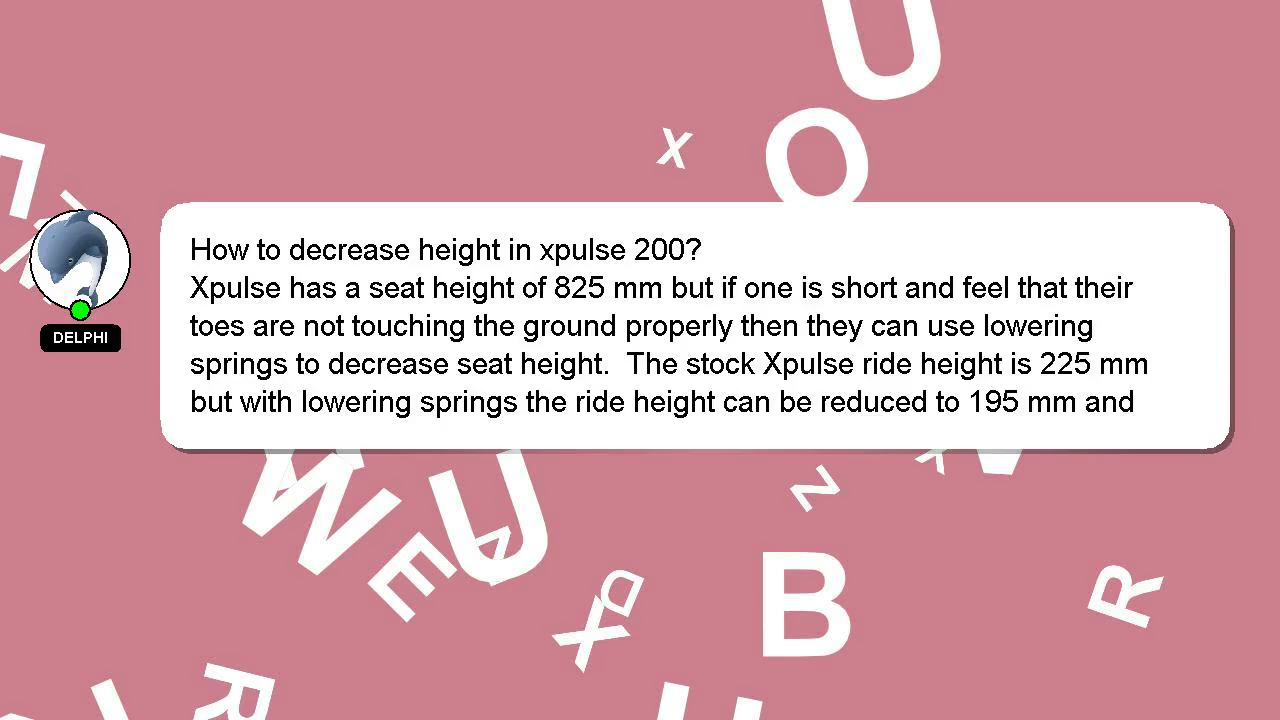 How to decrease height in xpulse 200?
Xpulse has a seat height of 825 mm but if one is short and feel that their
toes are not touching the ground properly then they can use lowering
springs to decrease seat height.  The stock Xpulse ride height is 225 mm
but with lowering springs the ride height can be reduced to 195 mm and
DELPHI
U
O
X
W
E
U
Z
X
D
X
B
R
R